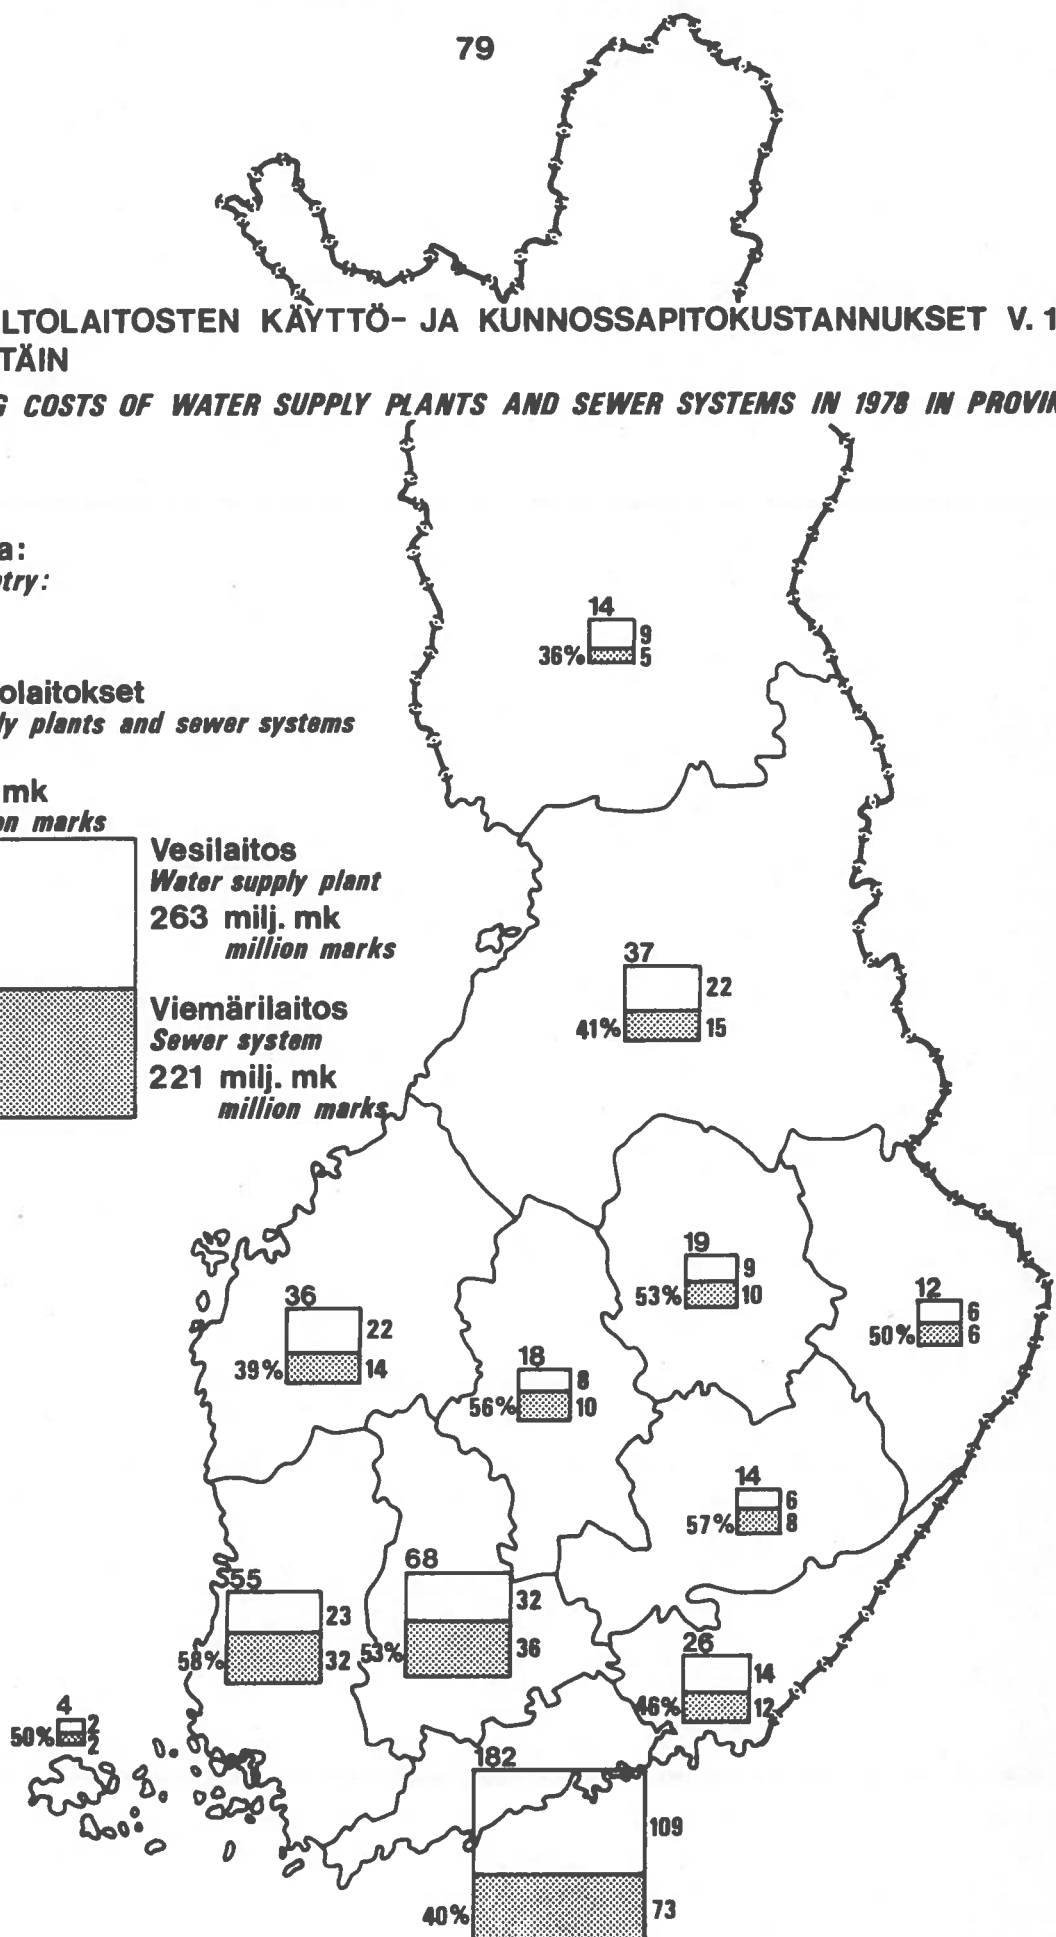 79
LTOLAITOSTEN KÄYTTÖ- JA KUNNOSSAPITOKUSTANNUKSET V. 1
TÄIN
G COSTS OF WATER SUPPLY PLANTS AND SEWER SYSTEMS IN 1978 IN PROVIN
a:
ntry:
olaitokset
ly plants and sewer systems
mk
on marks
Vesilaitos
Water supply plant
263 milj. mk
million marks
Viemärilaitos
Sewer system
221 milj. mk
million marks
14
9
36% 5
37
22
41% 15
19
9
53% 10
12
6
50% 6
36
22
39% 14
18
8
56% 10
14
6
57% 8
55
23
58% 32
68
32
53% 36
26
14
46% 12
4
2
50% 2
182
109
40% 73